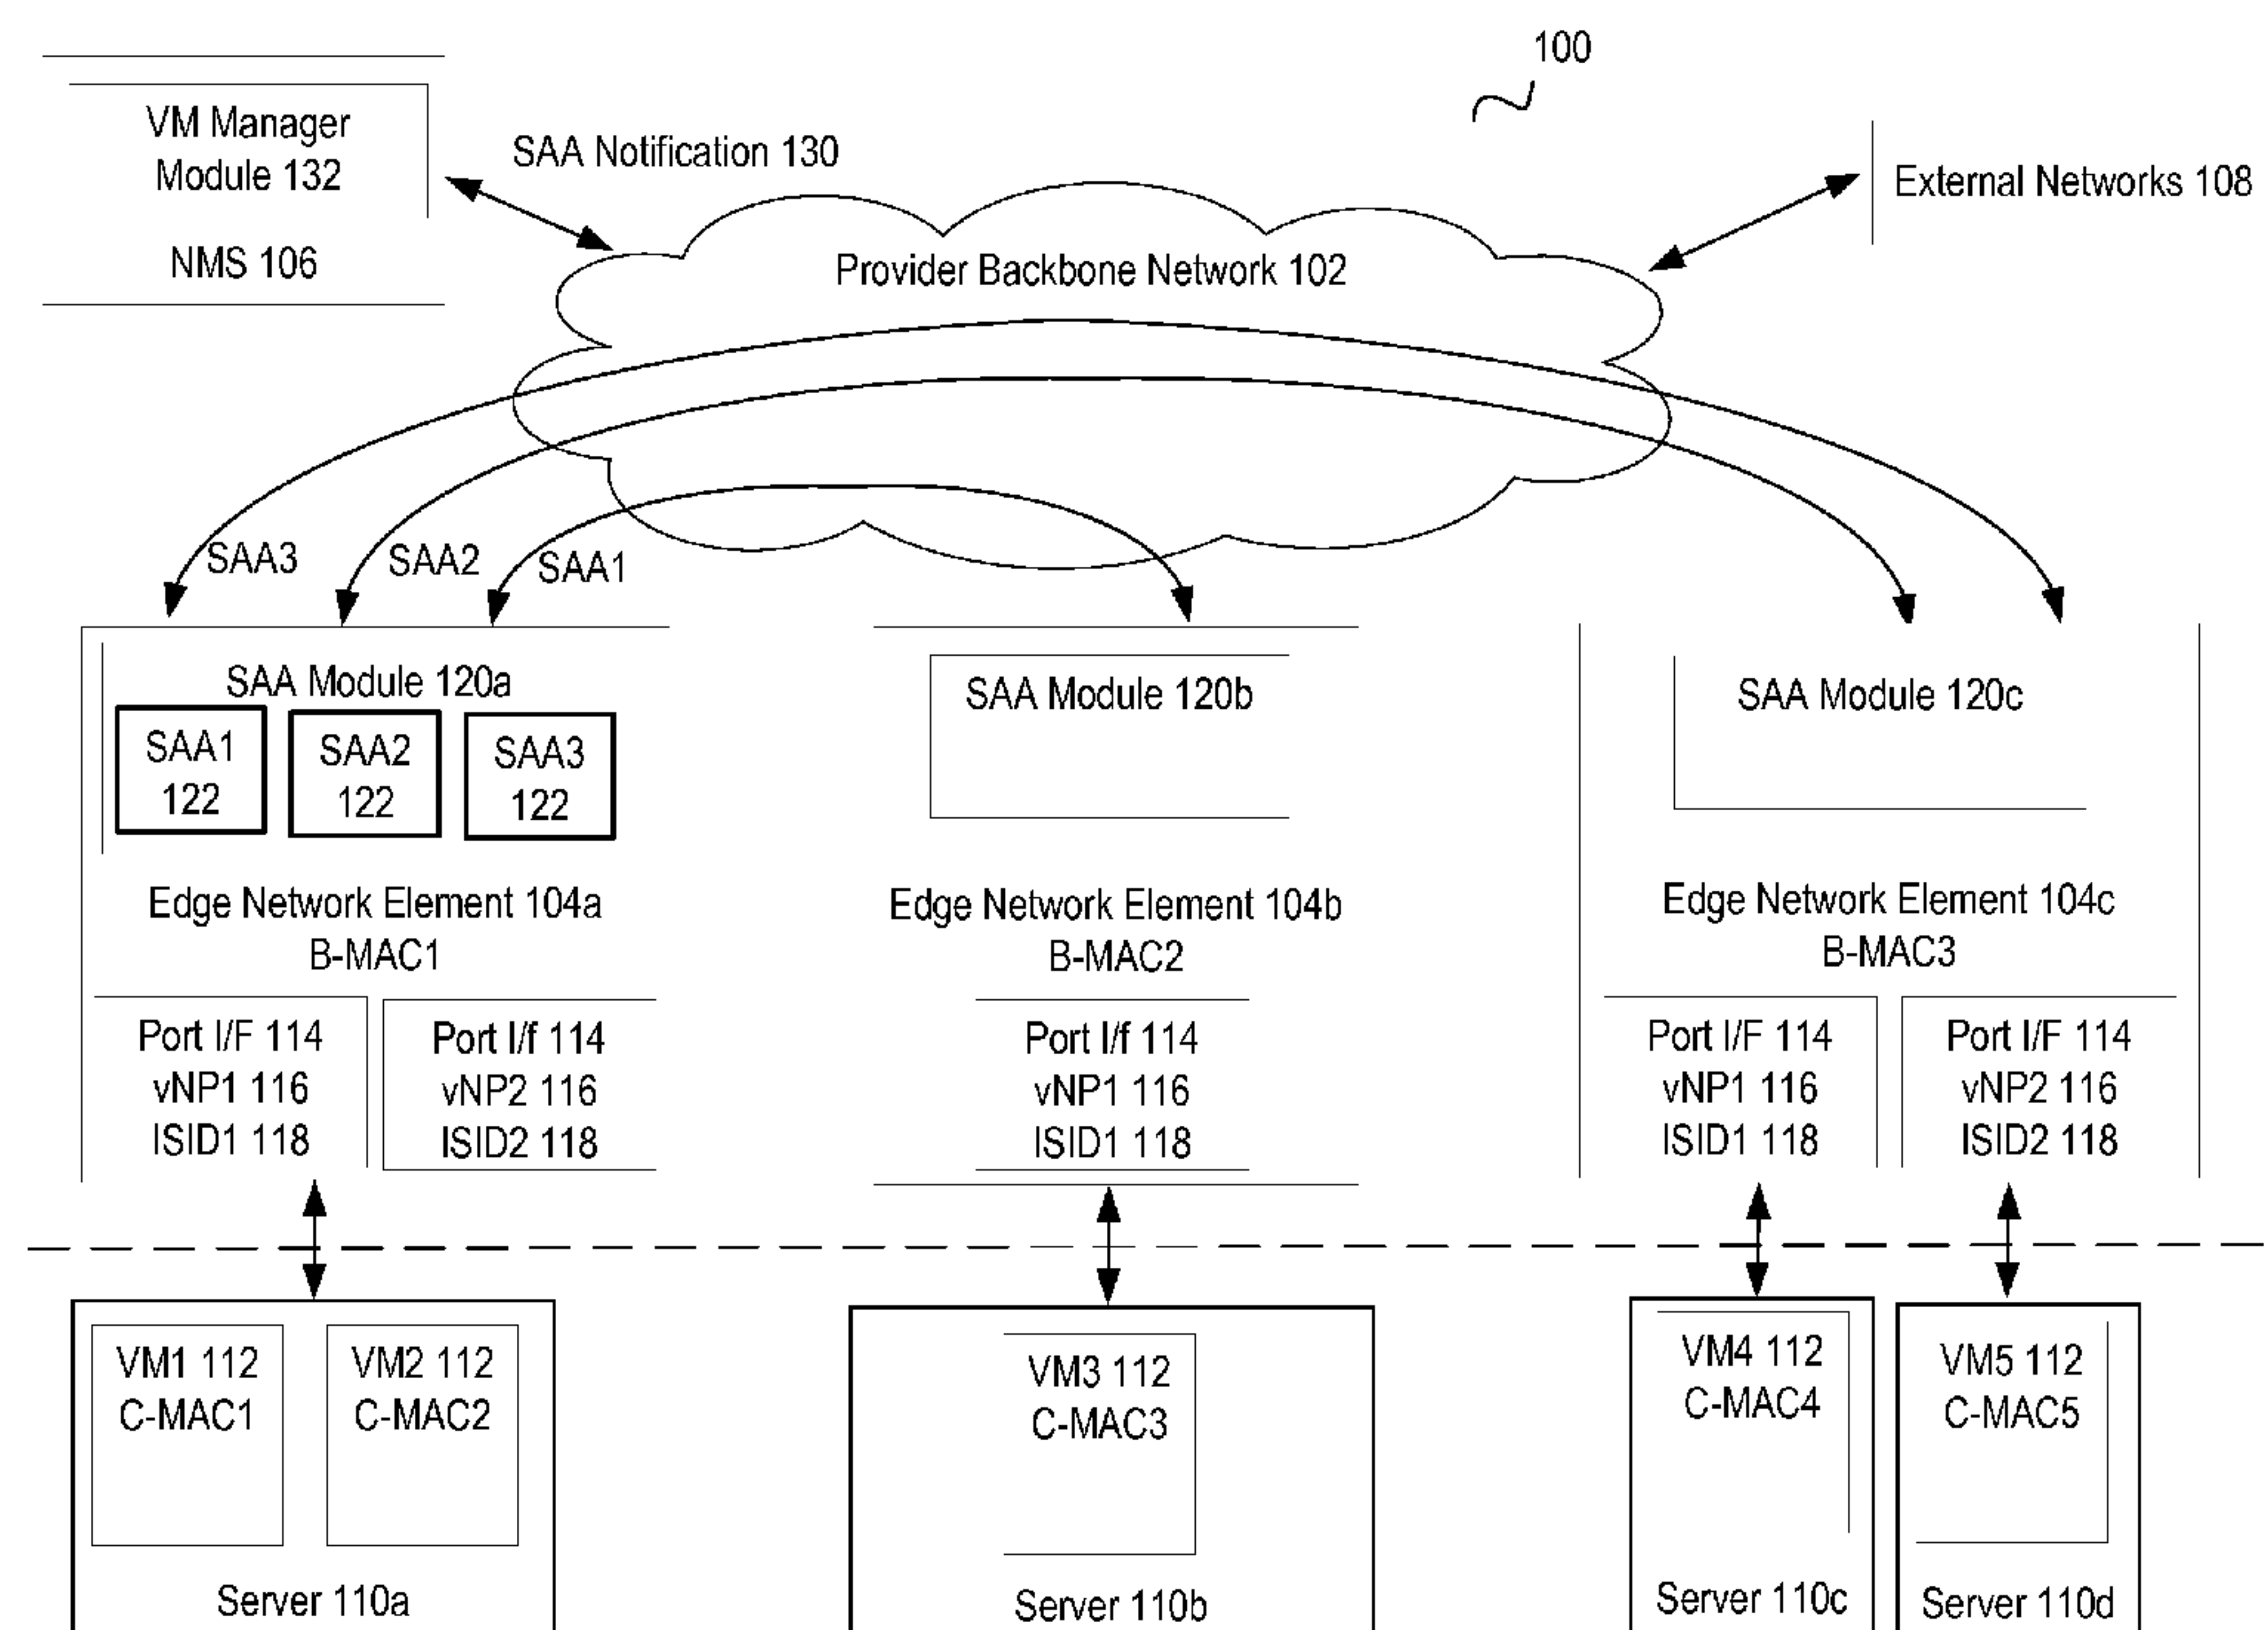 100
VM Manager
Module 132
NMS 106
SAA Notification 130
External Networks 108
Provider Backbone Network 102
SAA3
SAA2
SAA1
SAA Module 120a
SAA1
122
SAA2
122
SAA3
122
Edge Network Element 104a
B-MAC1
Port I/F 114
vNP1 116
ISID1 118
Port I/f 114
vNP2 116
ISID2 118
SAA Module 120b
Edge Network Element 104b
B-MAC2
Port I/f 114
vNP1 116
ISID1 118
SAA Module 120c
Edge Network Element 104c
B-MAC3
Port I/F 114
vNP1 116
ISID1 118
Port I/F 114
vNP2 116
ISID2 118
VM1 112
C-MAC1
VM2 112
C-MAC2
Server 110a
VM3 112
C-MAC3
Server 110b
VM4 112
C-MAC4
Server 110c
VM5 112
C-MAC5
Server 110d